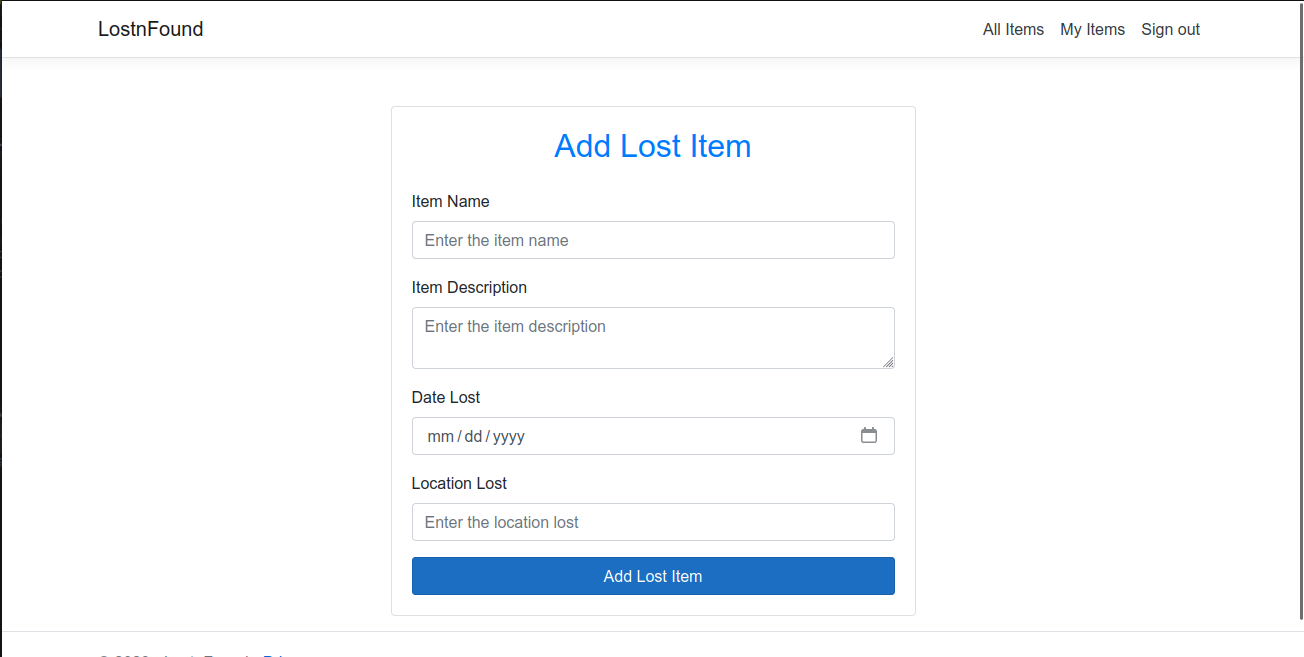 LostnFound
All Items My Items Sign out
Add Lost Item
Item Name
Enter the item name
Item Description
Enter the item description
Date Lost
mm/dd/yyyy
Location Lost
Enter the location lost
Add Lost Item